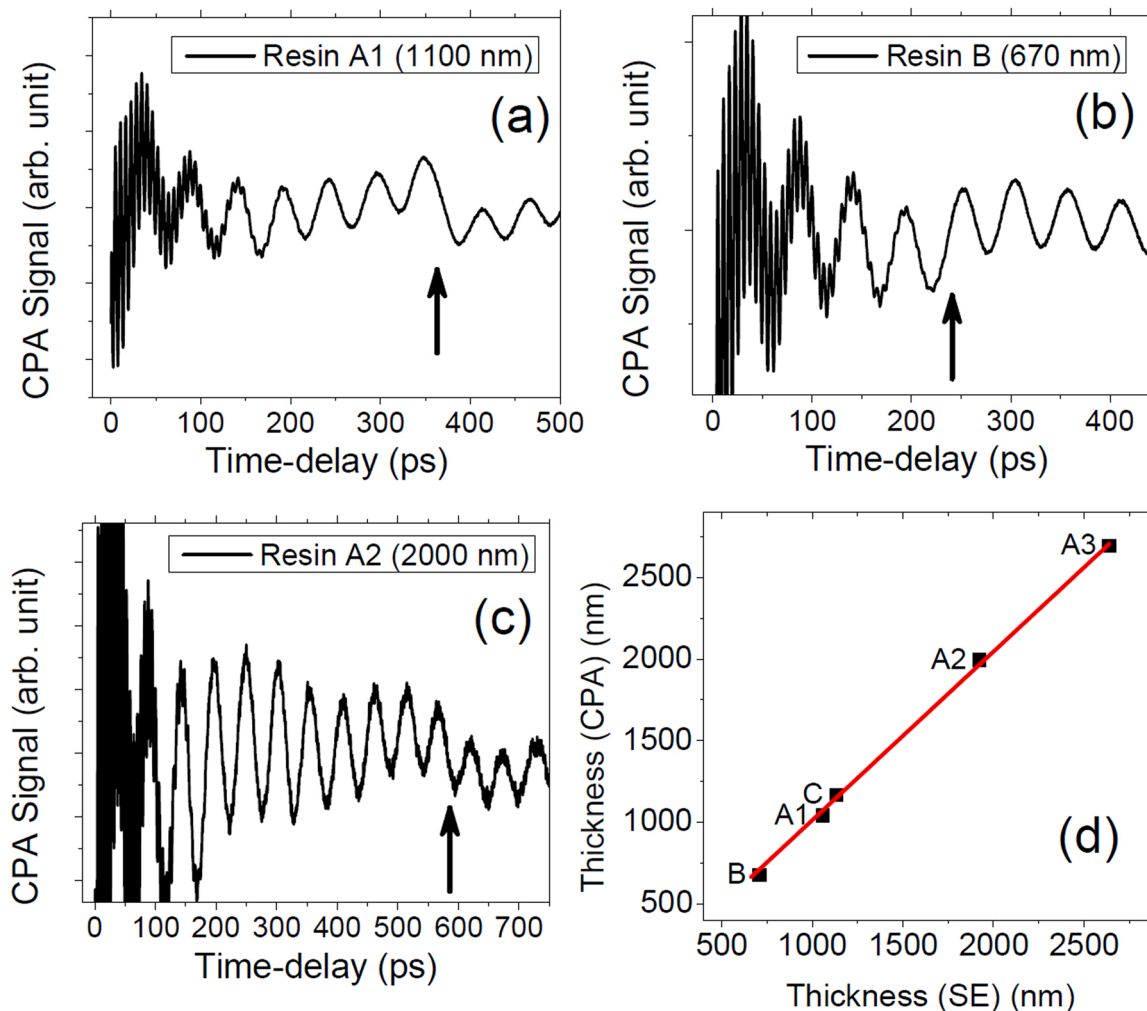 Resin A1 (1100 nm)
(a)
CPA Signal (arb. unit)
0 100 200 300 400 500
Time-delay (ps)
Resin B (670 nm)
(b)
CPA Signal (arb. unit)
0 100 200 300 400
Time-delay (ps)
Resin A2 (2000 nm)
(c)
CPA Signal (arb. unit)
0 100 200 300 400 500 600 700
Time-delay (ps)
A3
A2
C
A1
B
(d)
Thickness (CPA) (nm)
2500
2000
1500
1000
500
500 1000 1500 2000 2500
Thickness (SE) (nm)